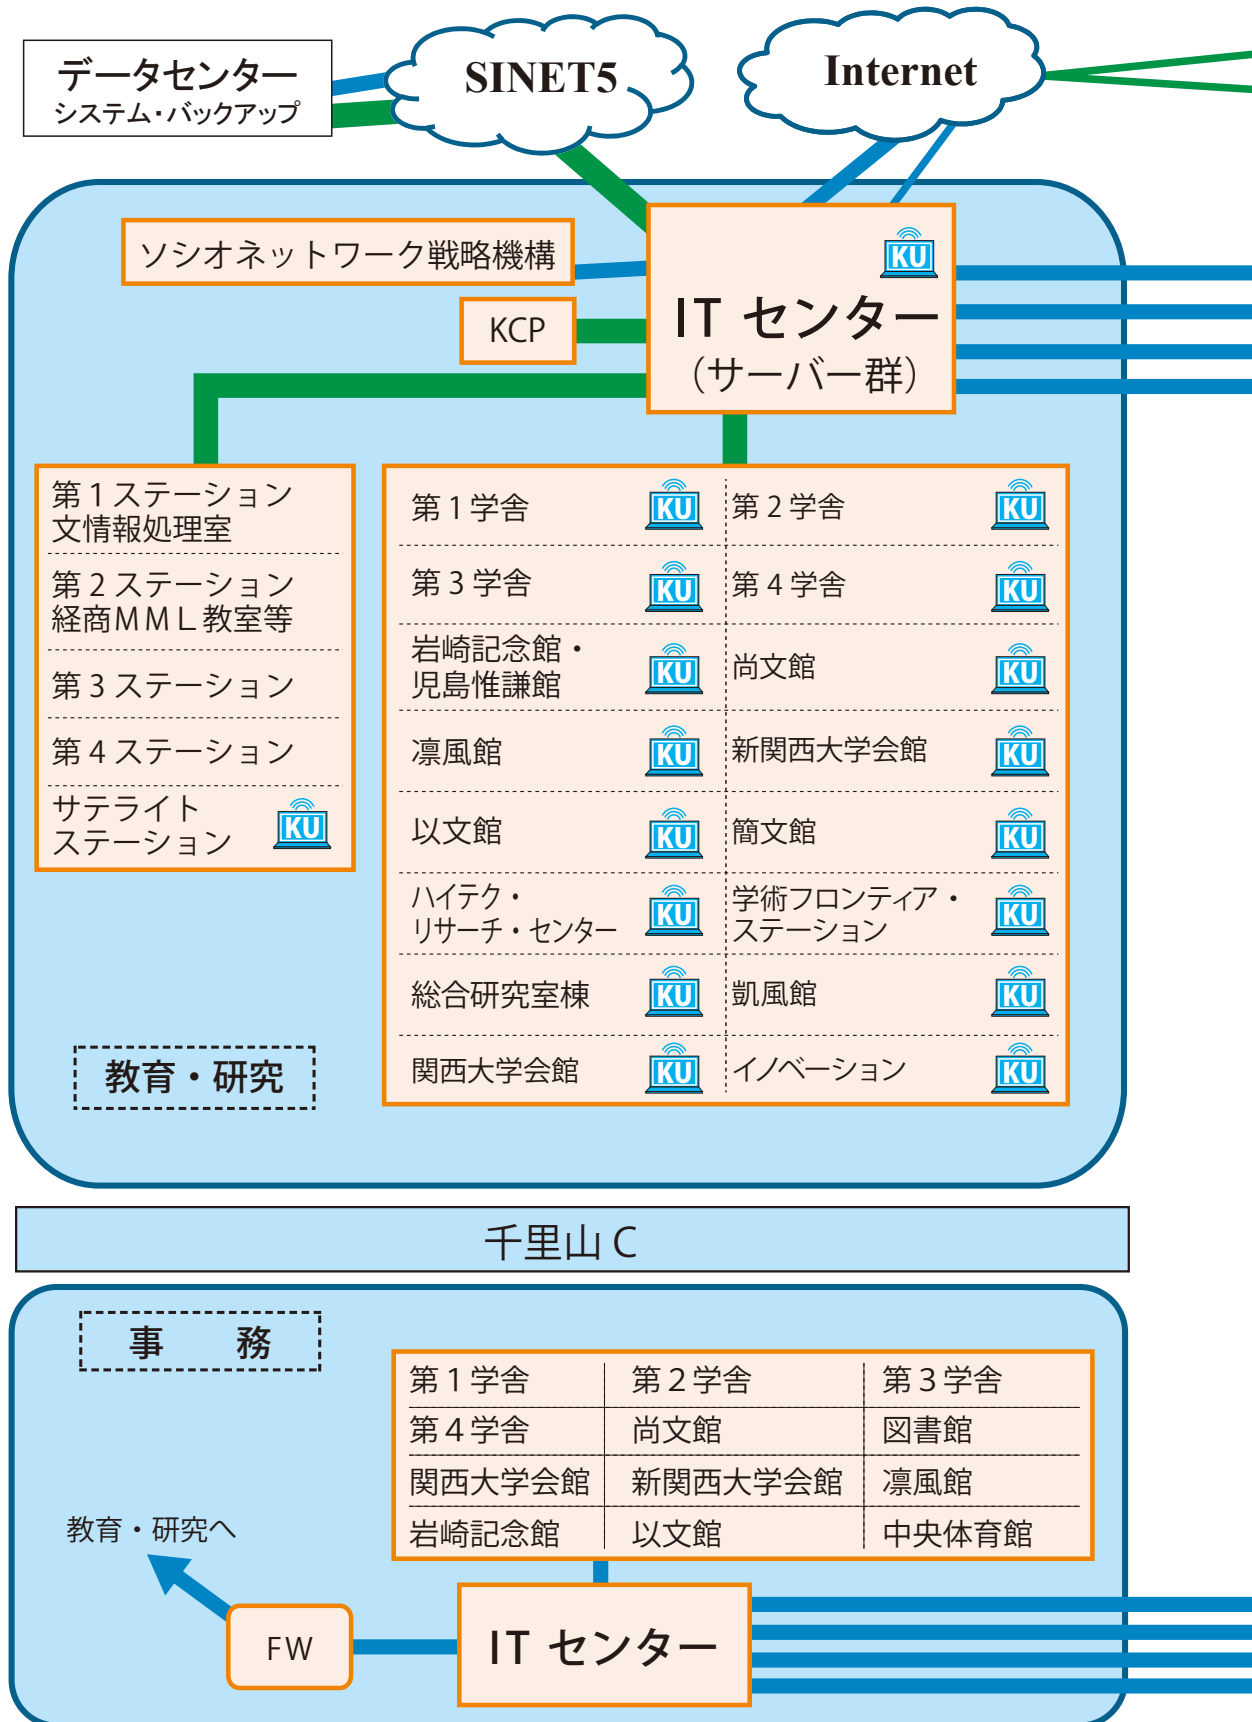 データセンター
システム・バックアップ
SINET5
Internet
ソシオネットワーク戦略機構
KCP
KU
IT センター
（サーバー群）
第1ステーション
文情報処理室
第2ステーション
経商MML教室等
第3ステーション
第4ステーション
サテライト
ステーション
KU
第1学舎 KU 第2学舎 KU
第3学舎 KU 第4学舎 KU
岩崎記念館・
児島惟謙館 KU 尚文館 KU
凛風館 KU 新関西大学会館 KU
以文館 KU 簡文館 KU
ハイテク・
リサーチ・センター KU
学術フロンティア・
ステーション KU
総合研究室棟 KU 凱風館 KU
関西大学会館 KU イノベーション KU
教育・研究
千里山 C
事　務
第1学舎 第2学舎 第3学舎
第4学舎 尚文館 図書館
関西大学会館 新関西大学会館 凛風館
岩崎記念館 以文館 中央体育館
教育・研究へ
FW
IT センター